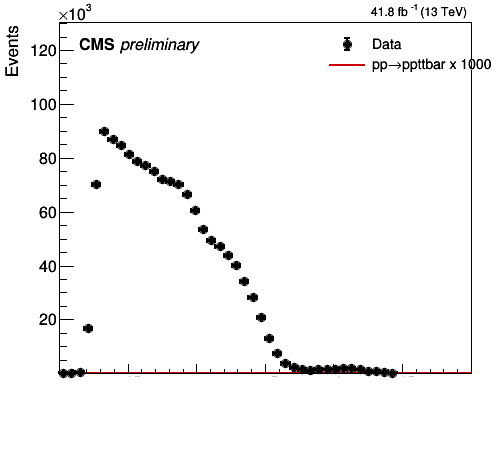 ×10³
41.8 fb⁻¹ (13 TeV)
Events
CMS preliminary
Data
pp→ppttbar x 1000
120
100
80
60
40
20